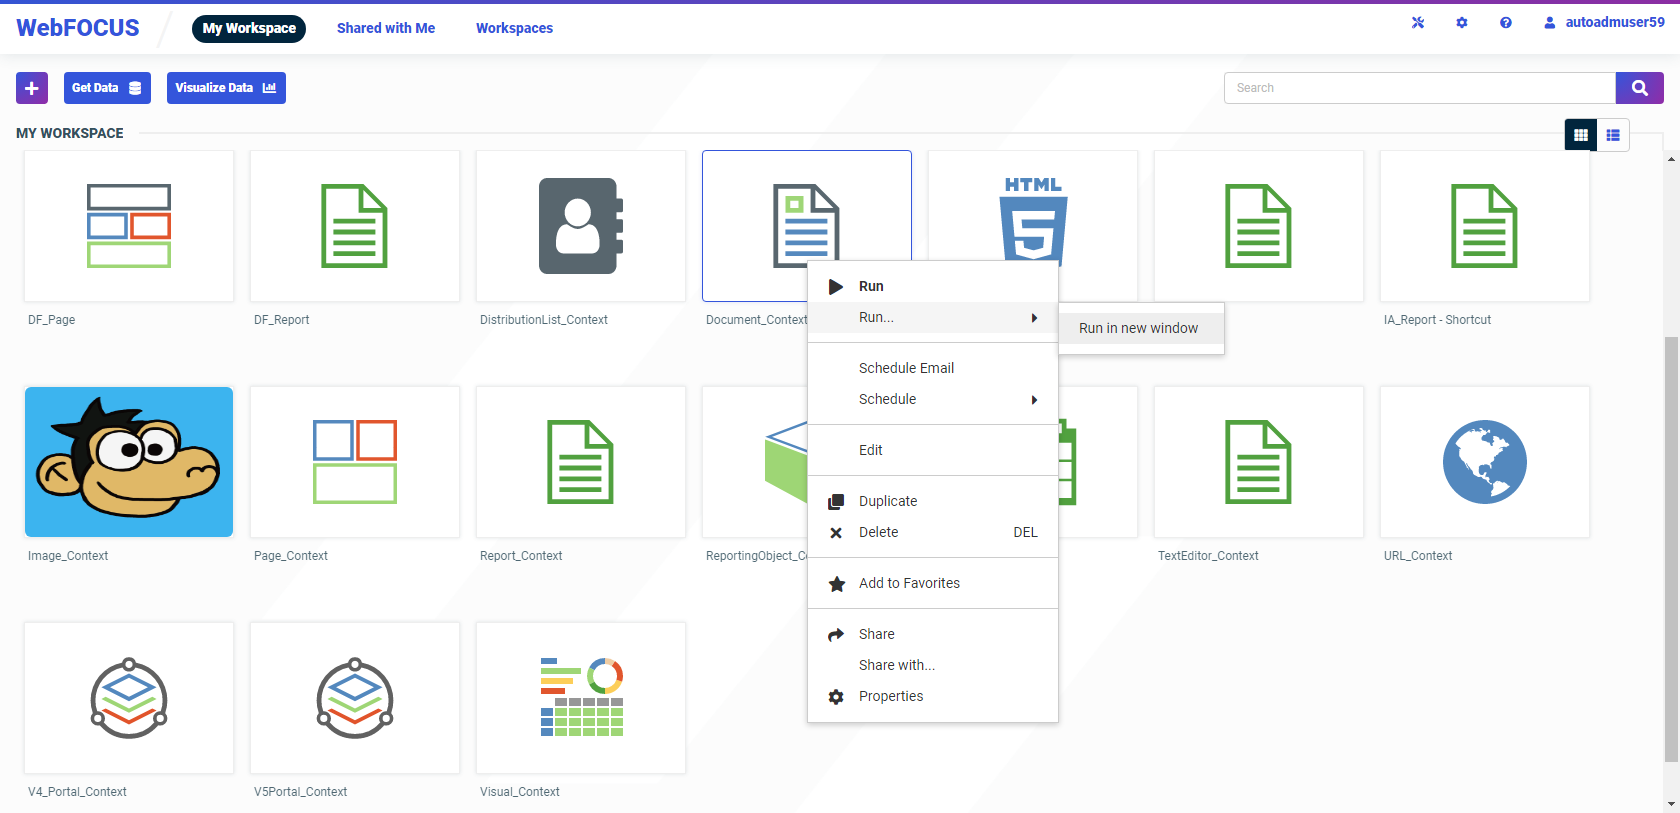 WebFOCUS
My Workspace
Shared with Me
Workspaces
autoadmuser59
Get Data
Visualize Data
Search
MY WORKSPACE
HTML
DF_Page
DF_Report
DistributionList_Context
Document_Context
IA_Report - Shortcut
Run
Run...
Run in new window
Schedule Email
Schedule
Edit
Duplicate
Delete DEL
Add to Favorites
Share
Share with...
Properties
Image_Context
Page_Context
Report_Context
ReportingObject_C
TextEditor_Context
URL_Context
V4_Portal_Context
V5Portal_Context
Visual_Context